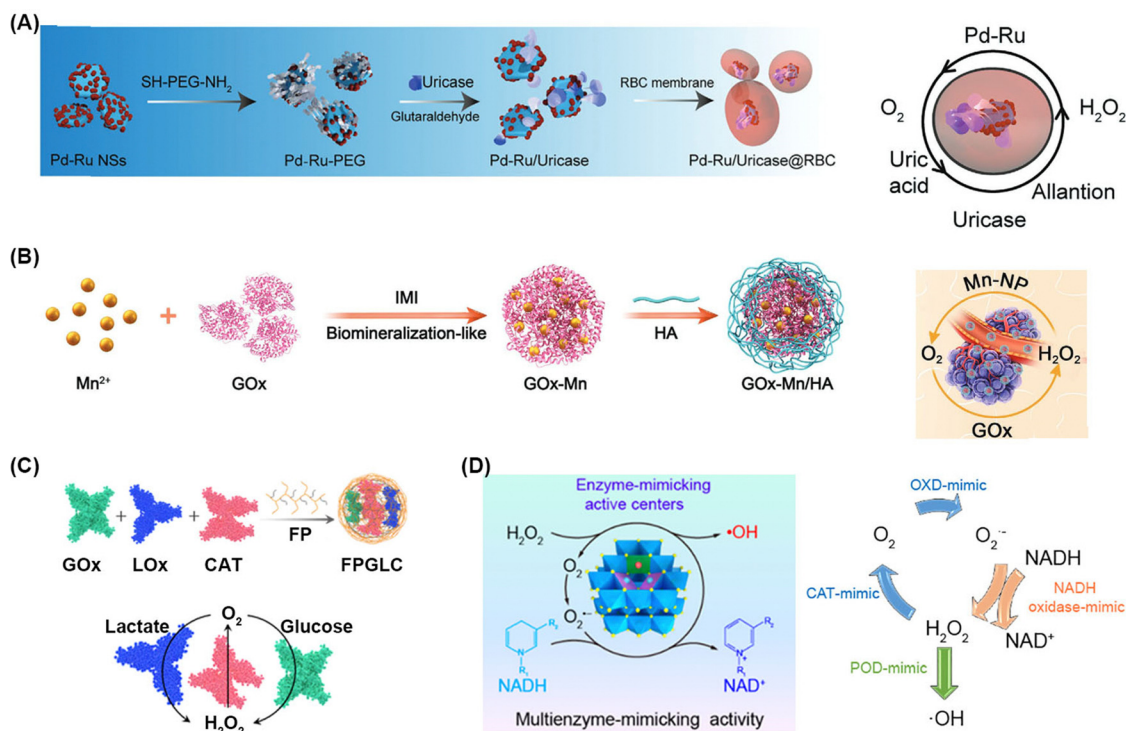 (A)
SH-PEG-NH₂
Uricase
Glutaraldehyde
RBC membrane
Pd-Ru NSs
Pd-Ru-PEG
Pd-Ru/Uricase
Pd-Ru/Uricase@RBC
Pd-Ru
O₂
H₂O₂
Uric
acid
Allantion
Uricase
(B)
+
IMI
Biomineralization-like
HA
Mn²⁺
GOx
GOx-Mn
GOx-Mn/HA
Mn-NP
O₂
H₂O₂
GOx
(C)
+
+
FP
GOx
LOx
CAT
FPGLC
O₂
Lactate
Glucose
H₂O₂
(D)
Enzyme-mimicking
active centers
H₂O₂
•OH
O₂
O₂•⁻
R₂
N
R₁
NADH
R₂
N⁺
R₁
NAD⁺
Multienzyme-mimicking activity
OXD-mimic
O₂
O₂·⁻
NADH
CAT-mimic
NADH
oxidase-mimic
H₂O₂
NAD⁺
POD-mimic
·OH